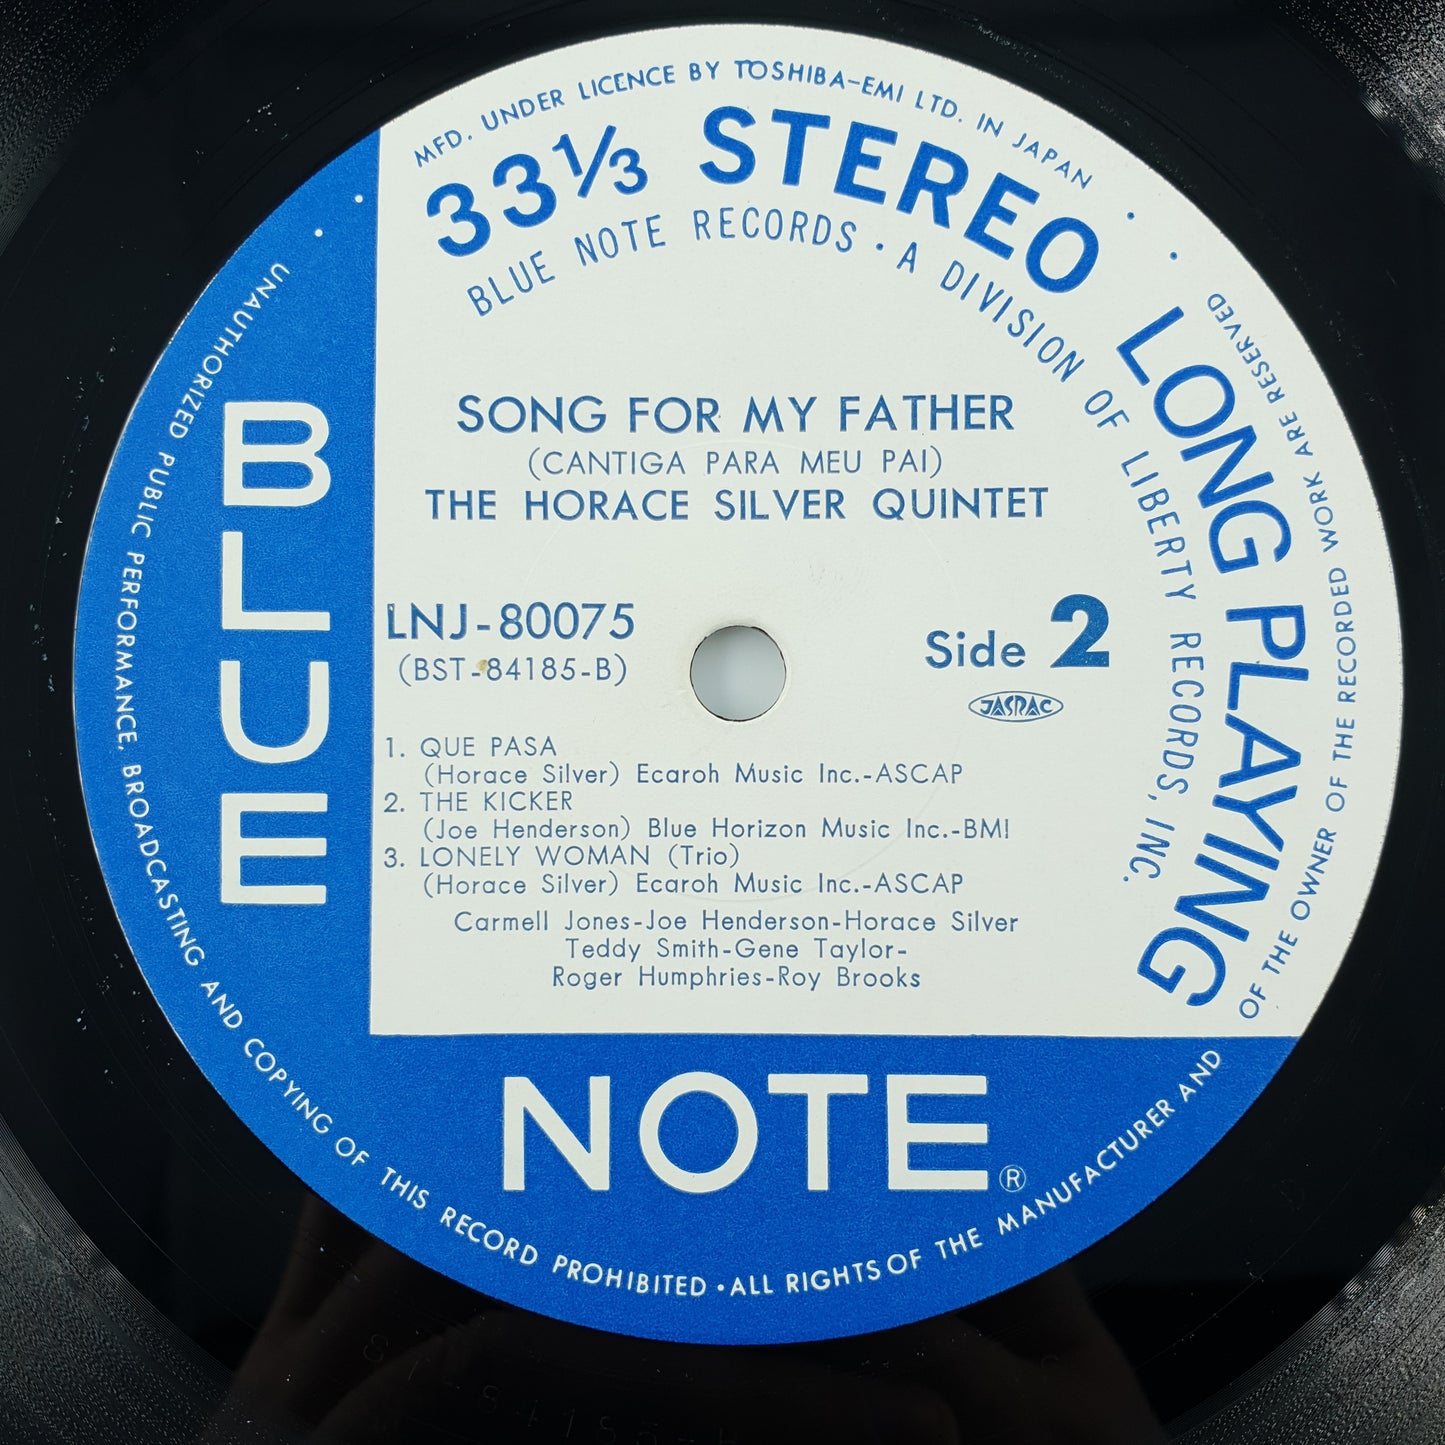 MFD. UNDER LICENCE BY TOSHIBA-EMI LTD. IN JAPAN
33⅓ STEREO LONG PLAYING
BLUE NOTE RECORDS · A DIVISION OF LIBERTY RECORDS, INC.
SONG FOR MY FATHER
(CANTIGA PARA MEU PAI)
THE HORACE SILVER QUINTET
LNJ-80075
(BST-84185-B)
Side 2
JASRAC
1. QUE PASA
(Horace Silver) Ecaroh Music Inc.-ASCAP
2. THE KICKER
(Joe Henderson) Blue Horizon Music Inc.-BMI
3. LONELY WOMAN (Trio)
(Horace Silver) Ecaroh Music Inc.-ASCAP
Carmell Jones-Joe Henderson-Horace Silver
Teddy Smith-Gene Taylor-
Roger Humphries-Roy Brooks
BLUE
NOTE®
UNAUTHORIZED PUBLIC PERFORMANCE, BROADCASTING AND COPYING OF THIS RECORD PROHIBITED · ALL RIGHTS OF THE MANUFACTURER AND OF THE OWNER OF THE RECORDED WORK ARE RESERVED